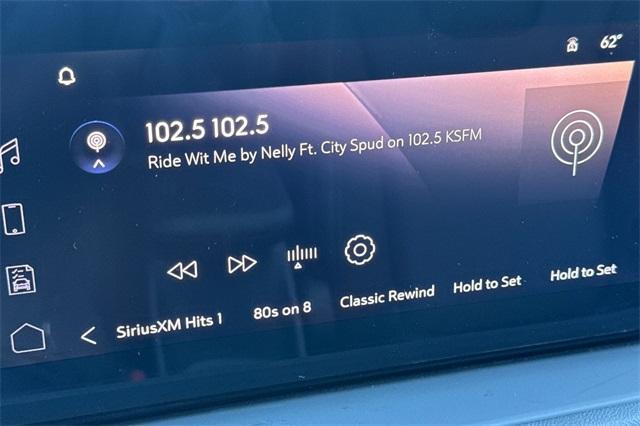 62°
102.5 102.5
Ride Wit Me by Nelly Ft. City Spud on 102.5 KSFM
SiriusXM Hits 1 80s on 8 Classic Rewind Hold to Set Hold to Set